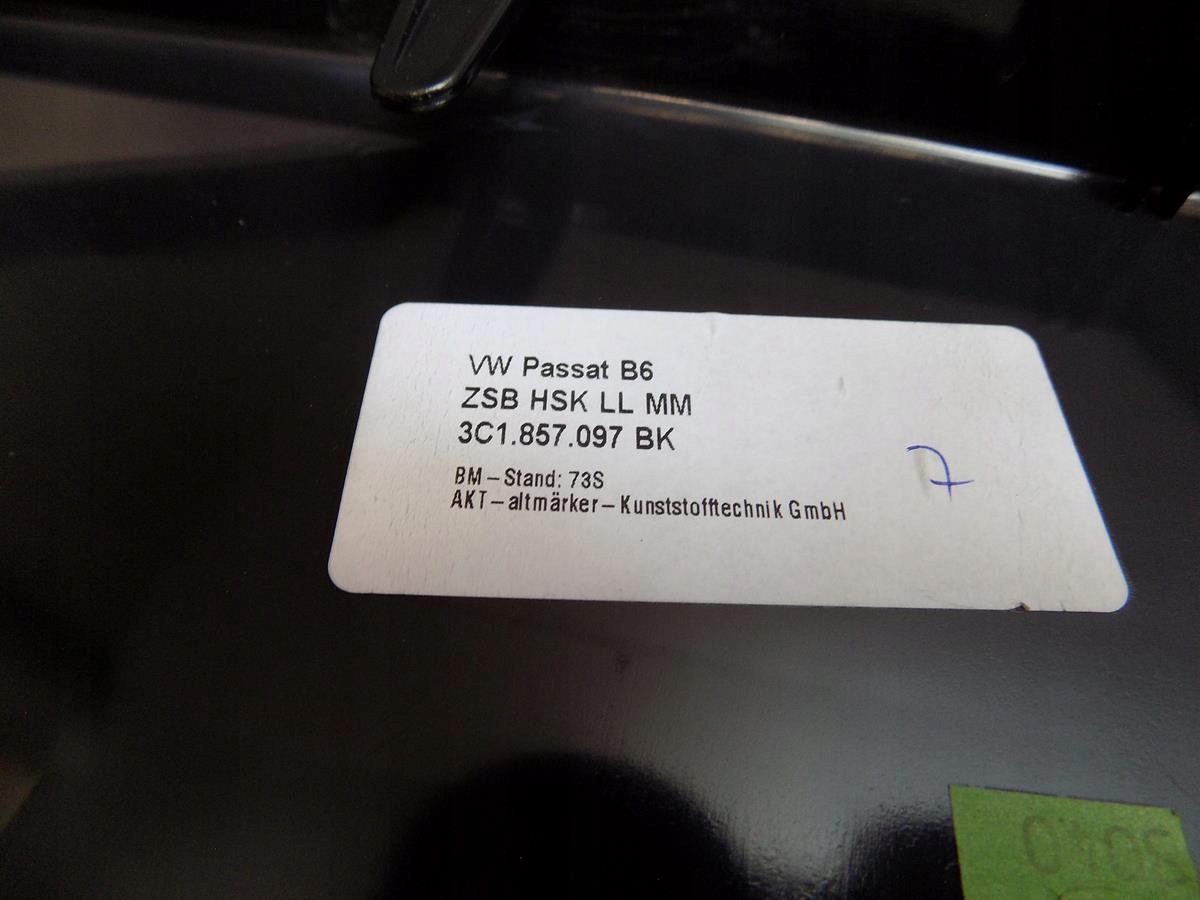 VW Passat B6
ZSB HSK LL MM
3C1.857.097 BK
BM – Stand: 73S
AKT – altmärker – Kunststofftechnik GmbH
7